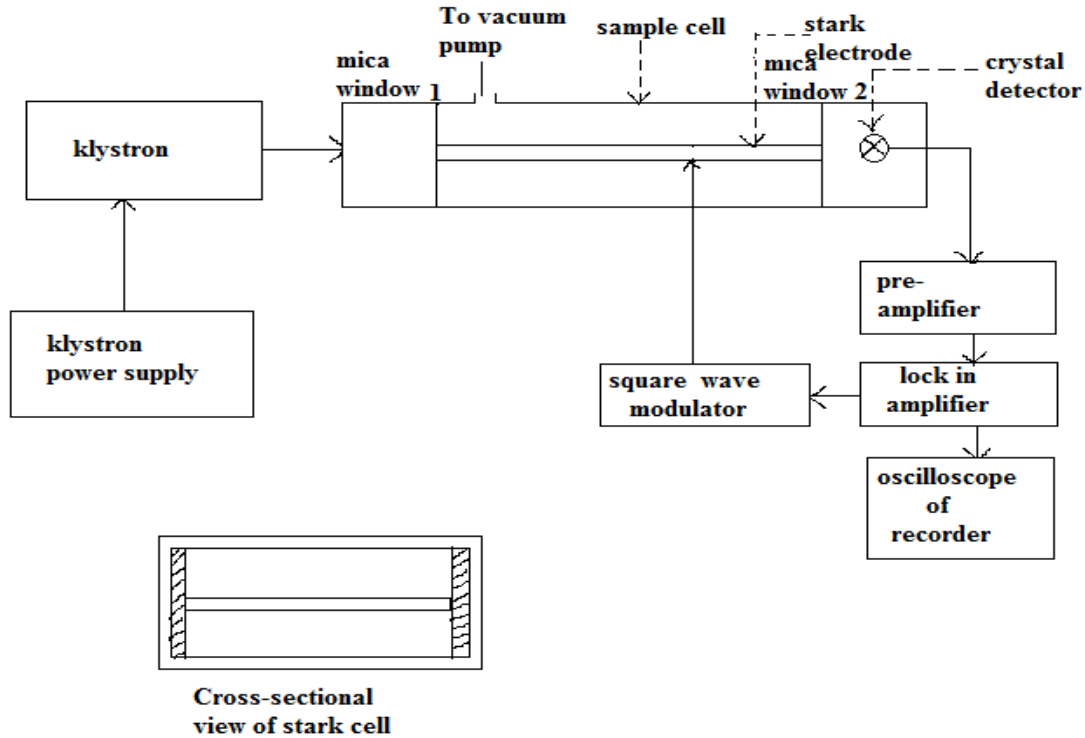 To vacuum
pump
sample cell
stark
electrode
mica
window 1
mica
window 2
crystal
detector
klystron
klystron
power supply
pre-
amplifier
square wave
modulator
lock in
amplifier
oscilloscope
of
recorder
Cross-sectional
view of stark cell